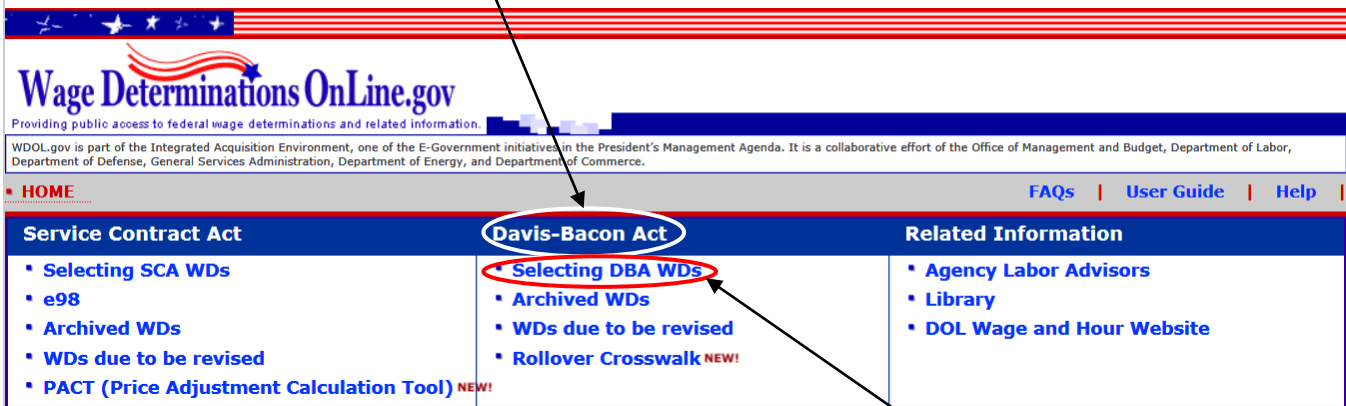 Wage Determinations OnLine.gov
Providing public access to federal wage determinations and related information.
WDOL.gov is part of the Integrated Acquisition Environment, one of the E-Government initiatives in the President's Management Agenda. It is a collaborative effort of the Office of Management and Budget, Department of Labor,
Department of Defense, General Services Administration, Department of Energy, and Department of Commerce.
HOME FAQs | User Guide | Help |
Service Contract Act
Selecting SCA WDs
e98
Archived WDs
WDs due to be revised
PACT (Price Adjustment Calculation Tool) NEW!
Davis-Bacon Act
Selecting DBA WDs
Archived WDs
WDs due to be revised
Rollover Crosswalk NEW!
Related Information
Agency Labor Advisors
Library
DOL Wage and Hour Website